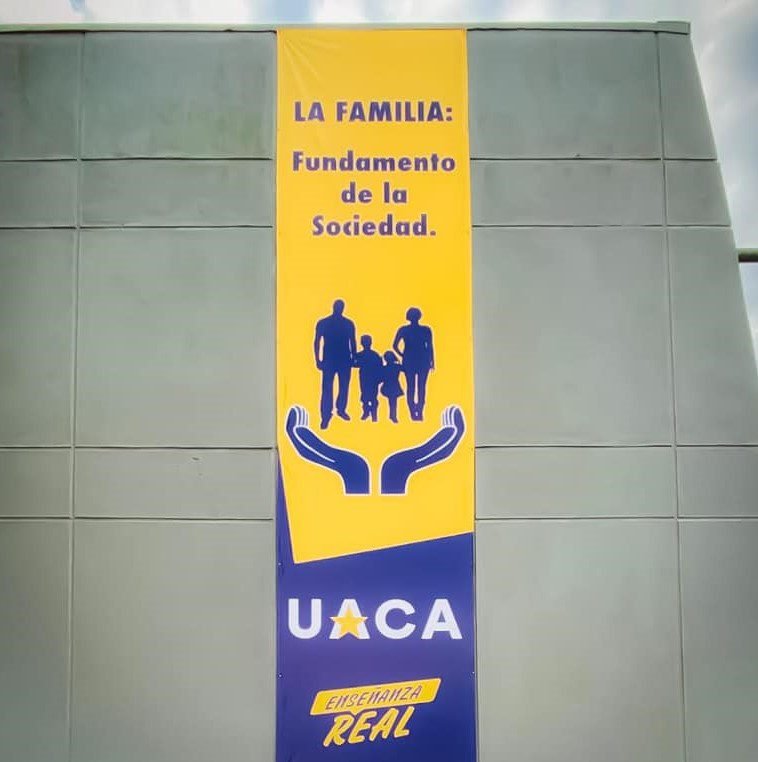 LA FAMILIA:
Fundamento
de la
Sociedad.
UACA
ENSEÑANZA
REAL